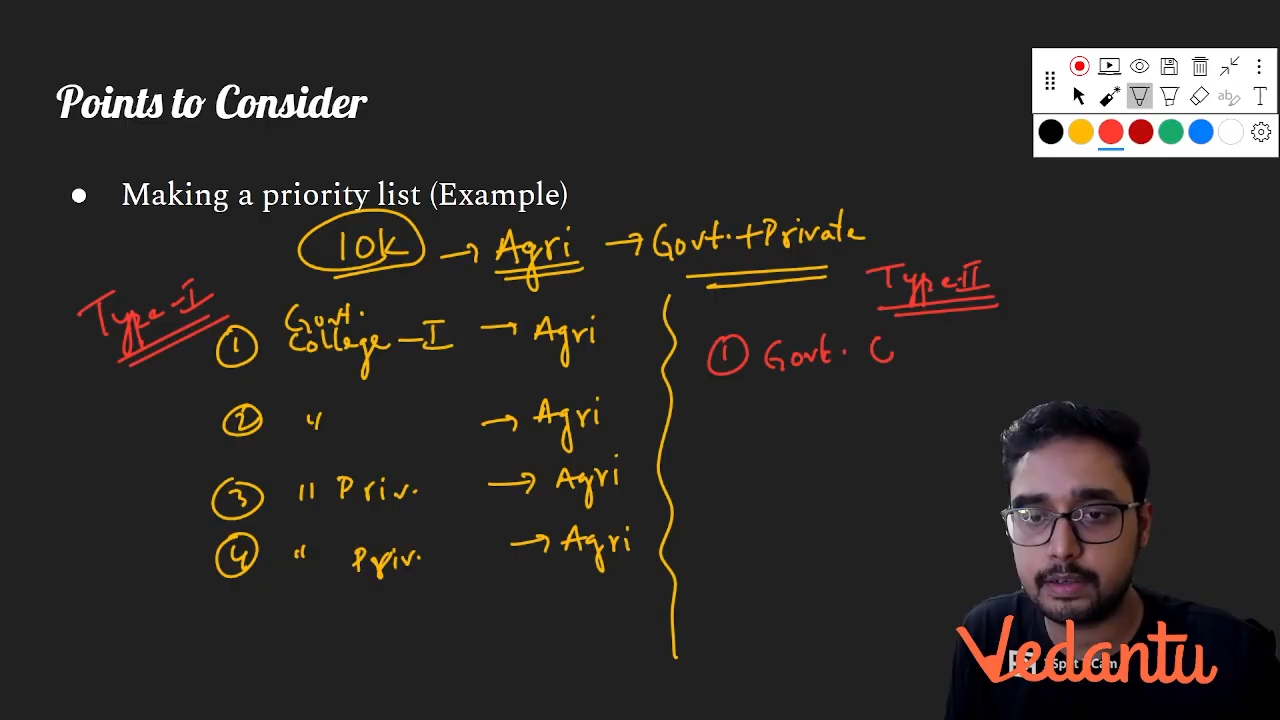 Points to Consider
● Making a priority list (Example)
10K → Agri → Govt. + Private
Type-I
① Govt. College - I → Agri
② " → Agri
③ " Priv. → Agri
④ " Priv. → Agri
Type-II
① Govt. C
ab
T
Vedantu